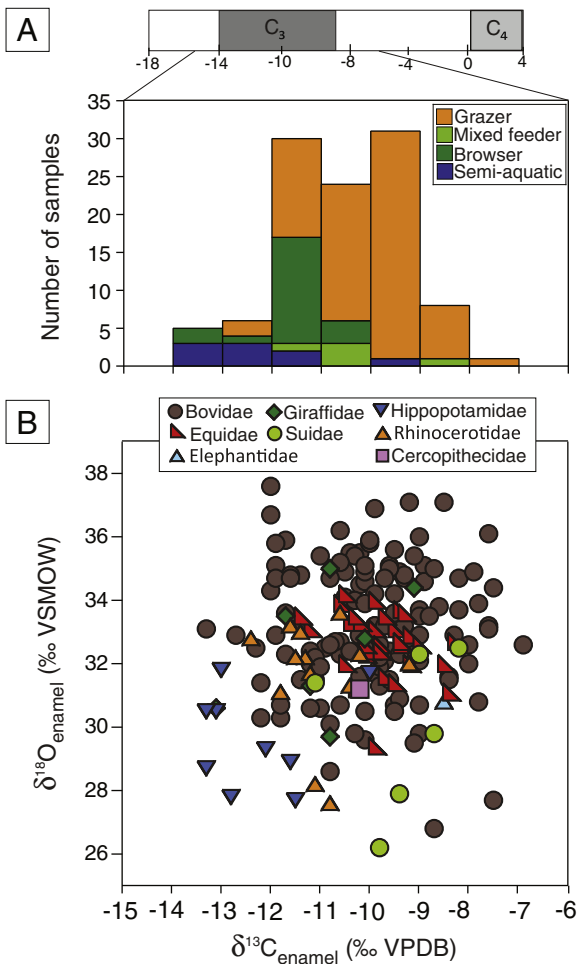 A
C3
C4
-18 -14 -10 -8 -4 0 4
35
30
25
20
15
10
5
0
Number of samples
Grazer
Mixed feeder
Browser
Semi-aquatic
B
Bovidae Giraffidae Hippopotamidae
Equidae Suidae Rhinocerotidae
Elephantidae Cercopithecidae
38
36
34
32
30
28
26
δ18Oenamel (‰ VSMOW)
-15 -14 -13 -12 -11 -10 -9 -8 -7 -6
δ13Cenamel (‰ VPDB)